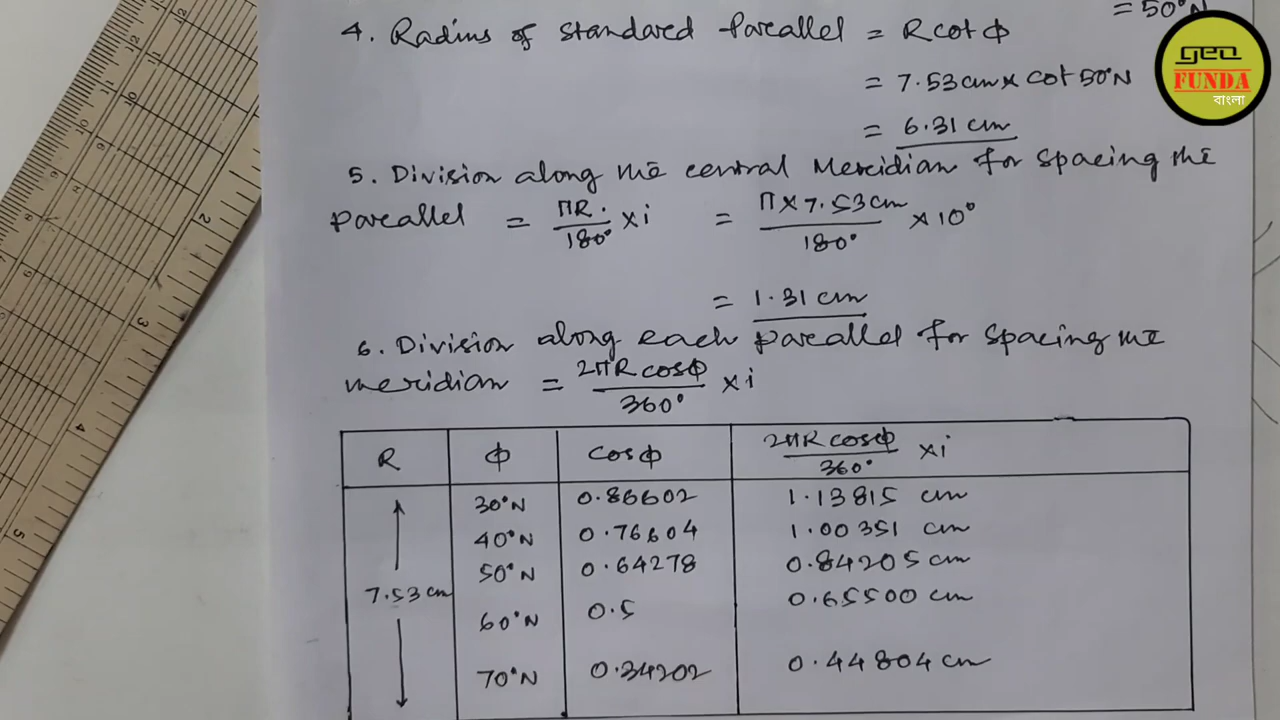 = 50°N
4. Radius of standard Parallel = R cot ϕ
= 7.53 cm x cot 50°N
= 6.31 cm
GEO
FUNDA
বাংলা
5. Division along the central Meridian for spacing the
parallel = πR. / 180° x i = π x 7.53 cm / 180° x 10°
= 1.31 cm
6. Division along each parallel for spacing the
meridian = 2πR cosϕ / 360° x i
R ϕ cosϕ 2πR cosϕ / 360° x i
30°N 0.86602 1.13815 cm
40°N 0.76604 1.00351 cm
50°N 0.64278 0.84205 cm
7.53 cm 60°N 0.5 0.65500 cm
70°N 0.34202 0.44804 cm